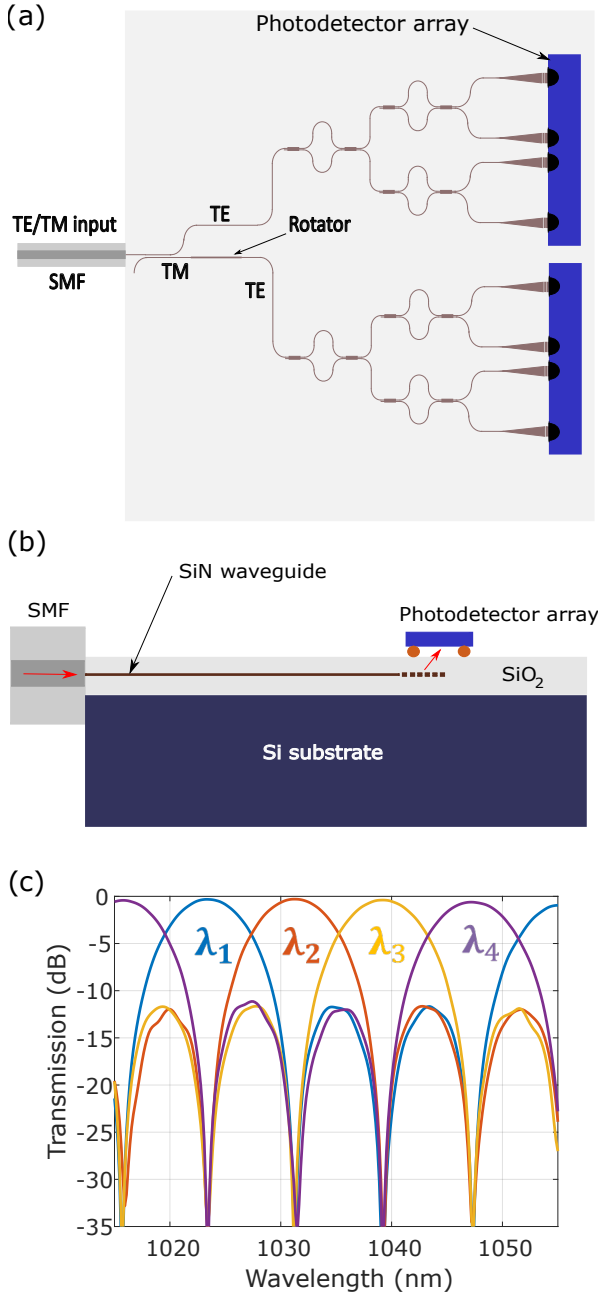 (a)
Photodetector array
TE/TM input
SMF
TE
Rotator
TM
TE
(b)
SiN waveguide
SMF
Photodetector array
SiO2
Si substrate
(c)
0
-5
-10
-15
-20
-25
-30
-35
Transmission (dB)
λ1
λ2
λ3
λ4
1020
1030
1040
1050
Wavelength (nm)